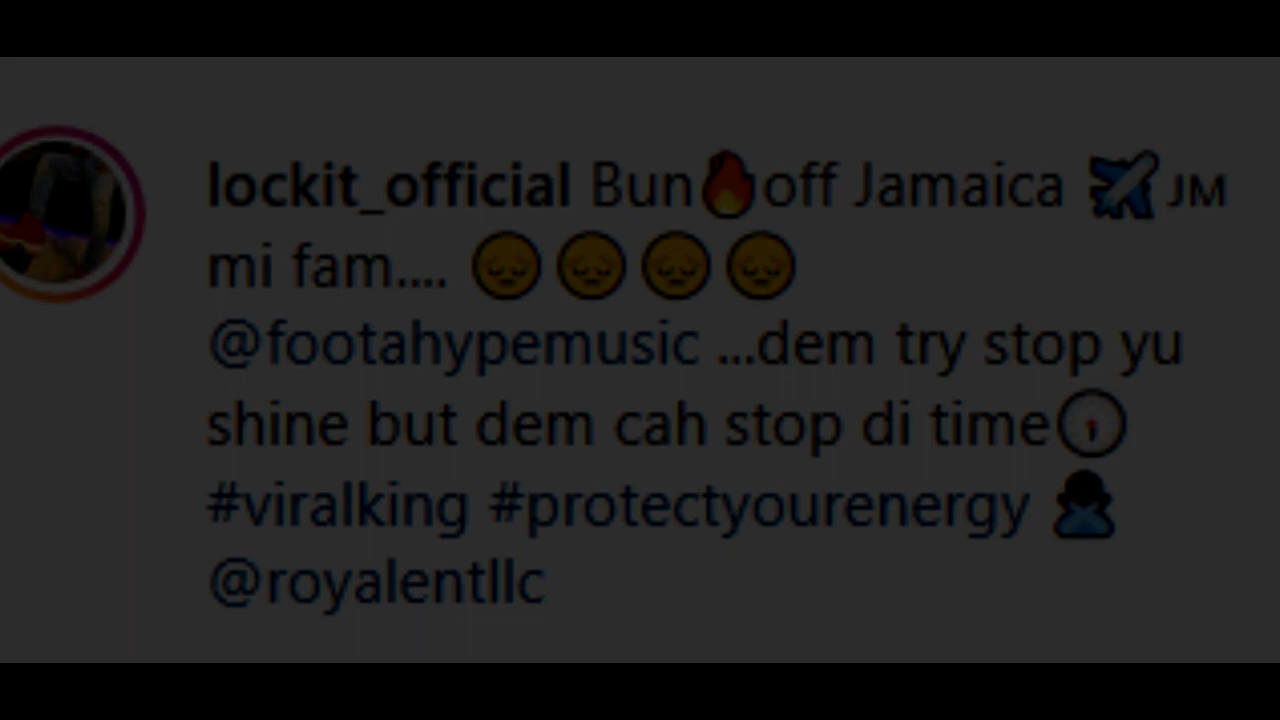 lockit_official Bun🔥off Jamaica ✈️ JM
mi fam.... 😔😔😔😔
@footahypemusic ...dem try stop yu
shine but dem cah stop di time🕧
#viralking #protectyourenergy 🙇🏿
@royalentllc